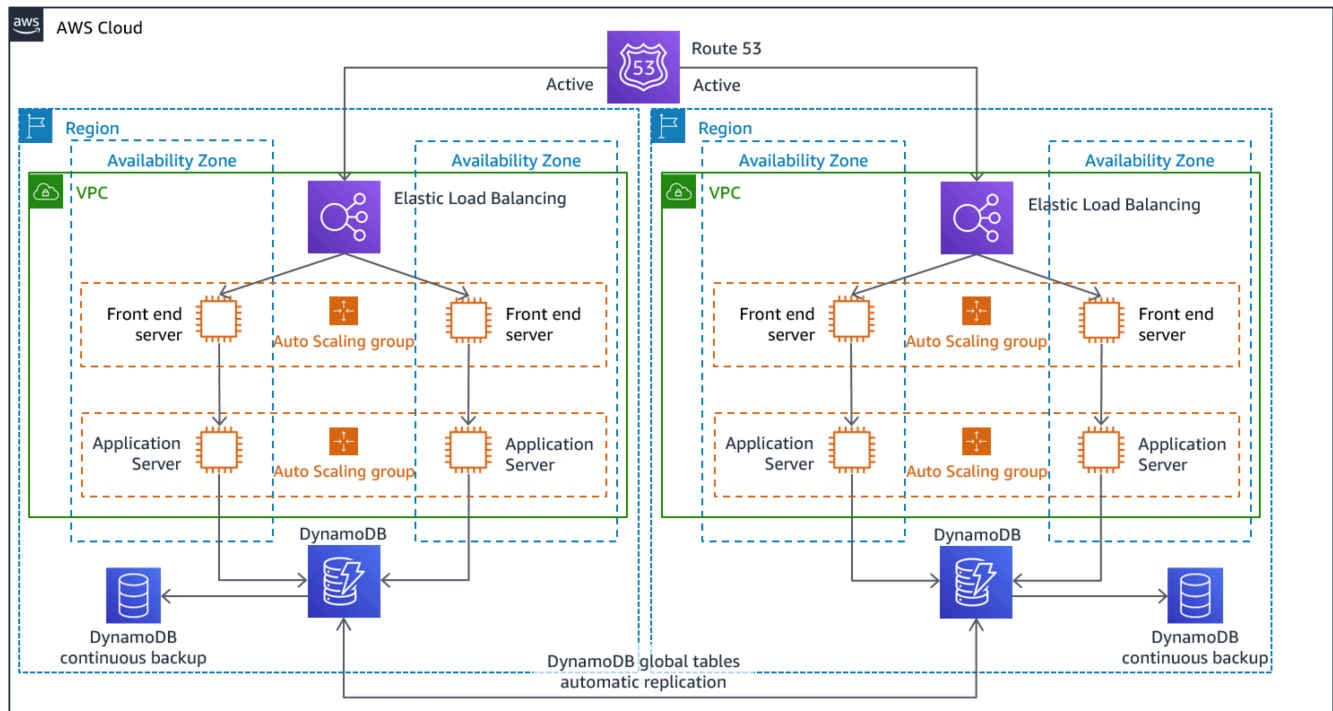 aws
AWS Cloud
Route 53
53
Active
Active
Region
Availability Zone
Availability Zone
VPC
Elastic Load Balancing
Front end
server
Auto Scaling group
Front end
server
Application
Server
Auto Scaling group
Application
Server
DynamoDB
DynamoDB
continuous backup
Region
Availability Zone
Availability Zone
VPC
Elastic Load Balancing
Front end
server
Auto Scaling group
Front end
server
Application
Server
Auto Scaling group
Application
Server
DynamoDB
DynamoDB
continuous backup
DynamoDB global tables
automatic replication